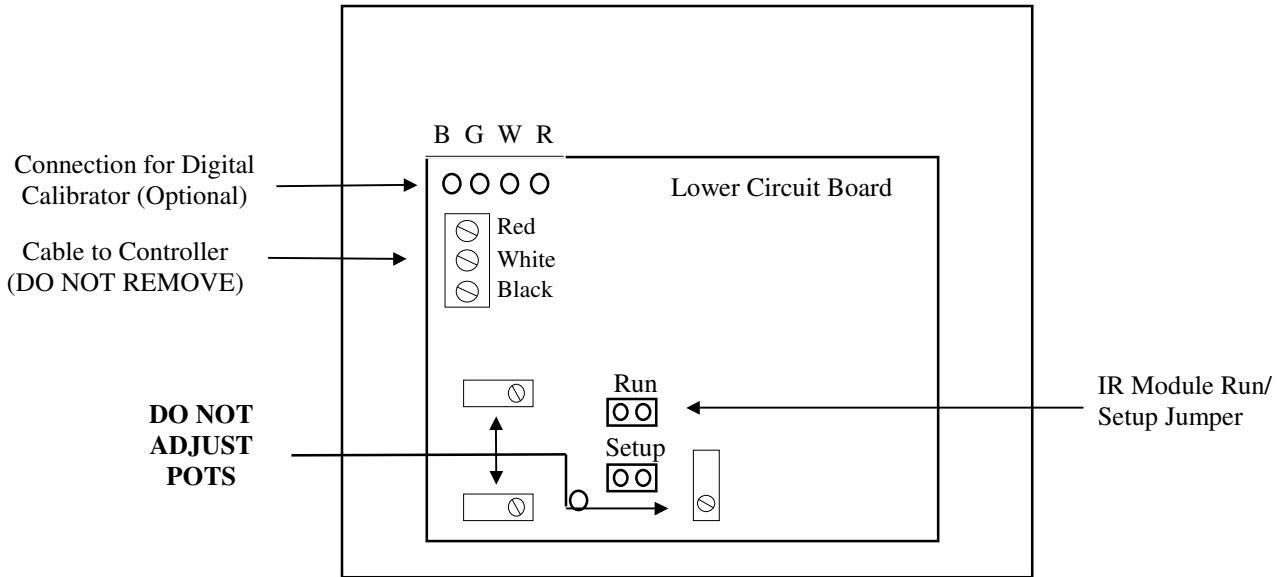 B G W R
Connection for Digital
Calibrator (Optional)
Lower Circuit Board
Red
Cable to Controller
White
(DO NOT REMOVE)
Black
Run
IR Module Run/
Setup Jumper
DO NOT
ADJUST
POTS
Setup